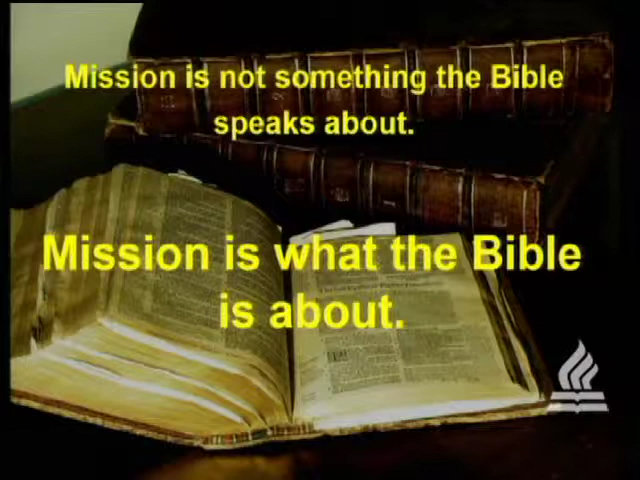 Mission is not something the Bible
speaks about.
Mission is what the Bible
is about.